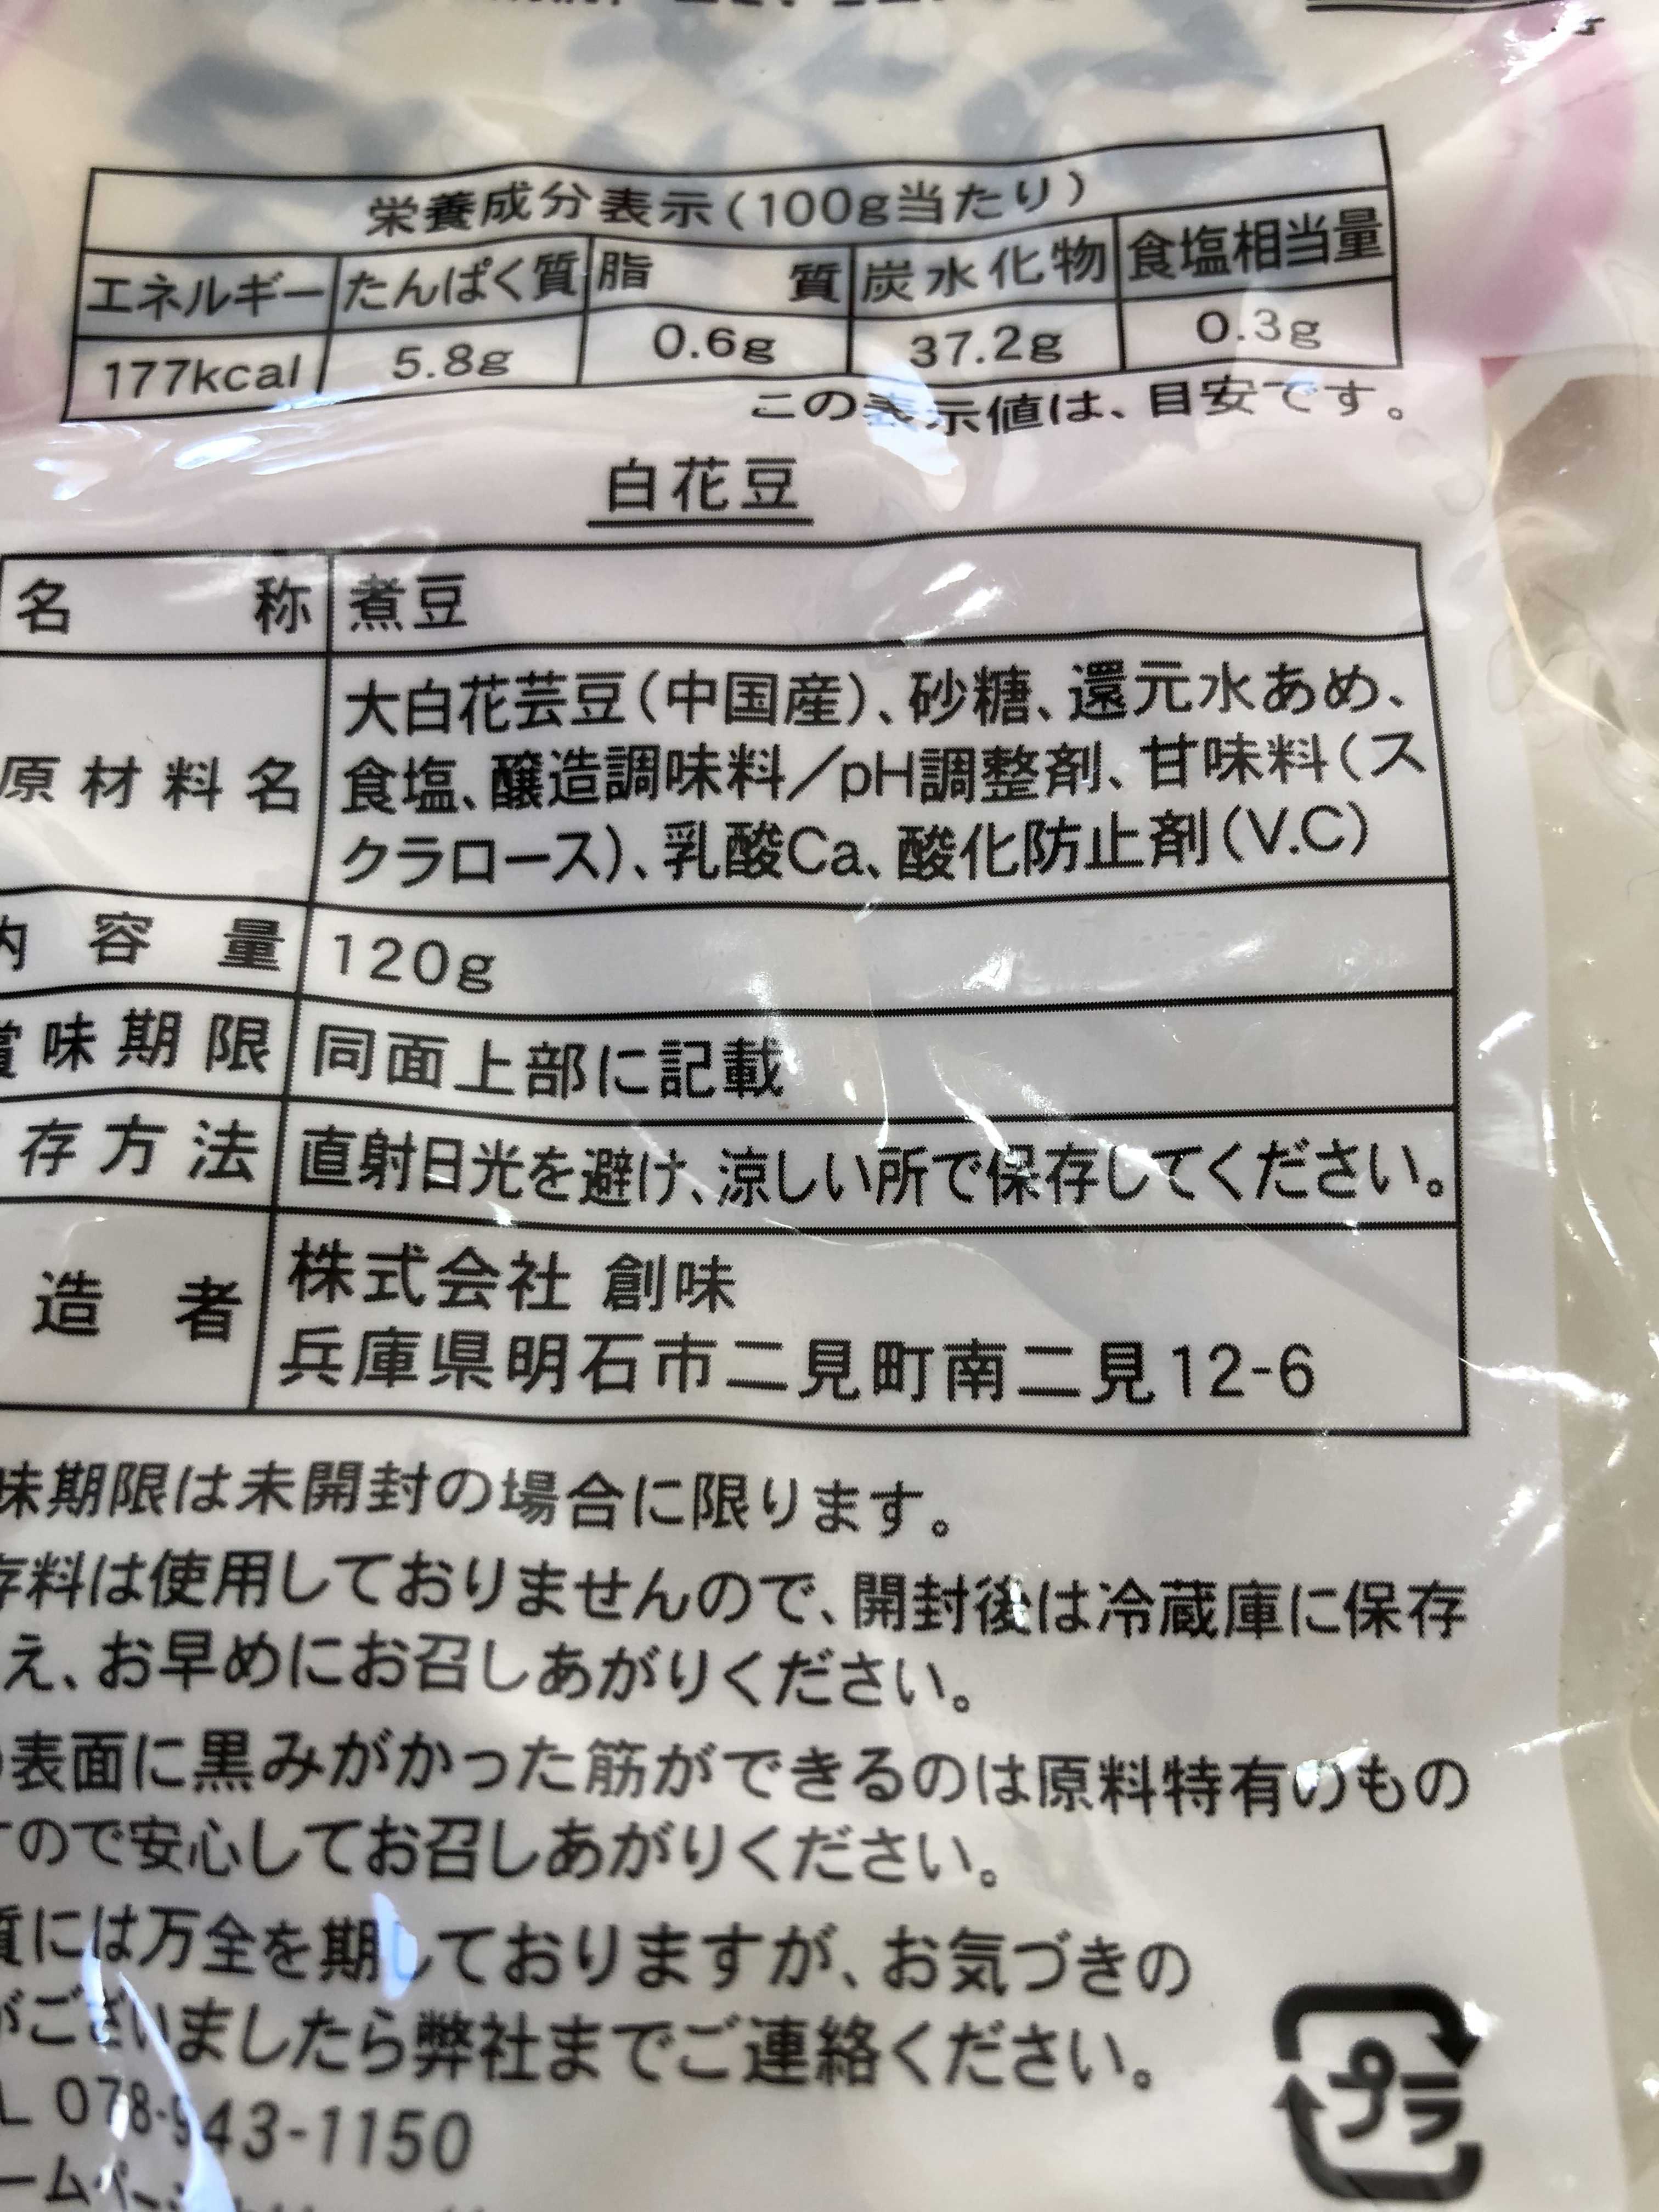 栄養成分表示(100g当たり)
エネルギー たんぱく質 脂質 炭水化物 食塩相当量
177kcal 5.8g 0.6g 37.2g 0.3g
この表示値は、目安です。
白花豆
名称 煮豆
原材料名 大白花芸豆(中国産)、砂糖、還元水あめ、
食塩、醸造調味料/pH調整剤、甘味料(ス
クラロース)、乳酸Ca、酸化防止剤(V.C)
内容量 120g
賞味期限 同面上部に記載
存方法 直射日光を避け、涼しい所で保存してください。
造者 株式会社 創味
兵庫県明石市二見町南二見12-6
味期限は未開封の場合に限ります。
存料は使用しておりませんので、開封後は冷蔵庫に保存
え、お早めにお召しあがりください。
表面に黒みがかった筋ができるのは原料特有のもの
ので安心してお召しあがりください。
質には万全を期しておりますが、お気づきの
がございましたら弊社までご連絡ください。
L 078-943-1150
プラ